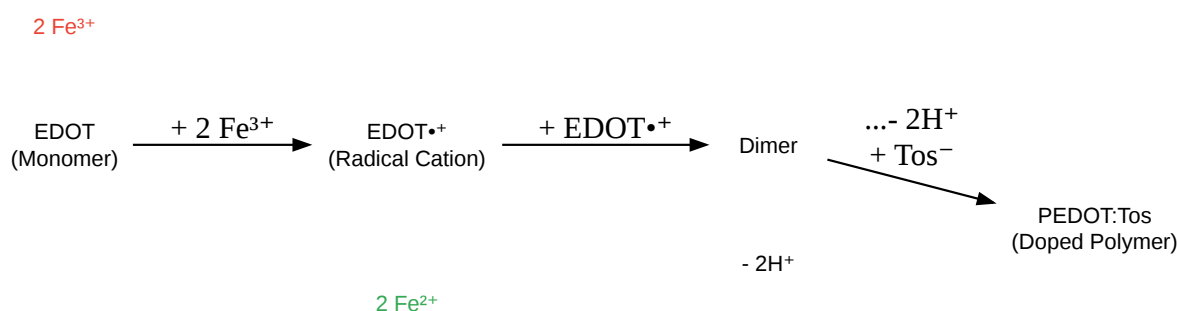 2 Fe³⁺
EDOT
(Monomer)
+ 2 Fe³⁺
EDOT•⁺
(Radical Cation)
+ EDOT•⁺
Dimer
...- 2H⁺
+ Tos⁻
PEDOT:Tos
(Doped Polymer)
- 2H⁺
2 Fe²⁺